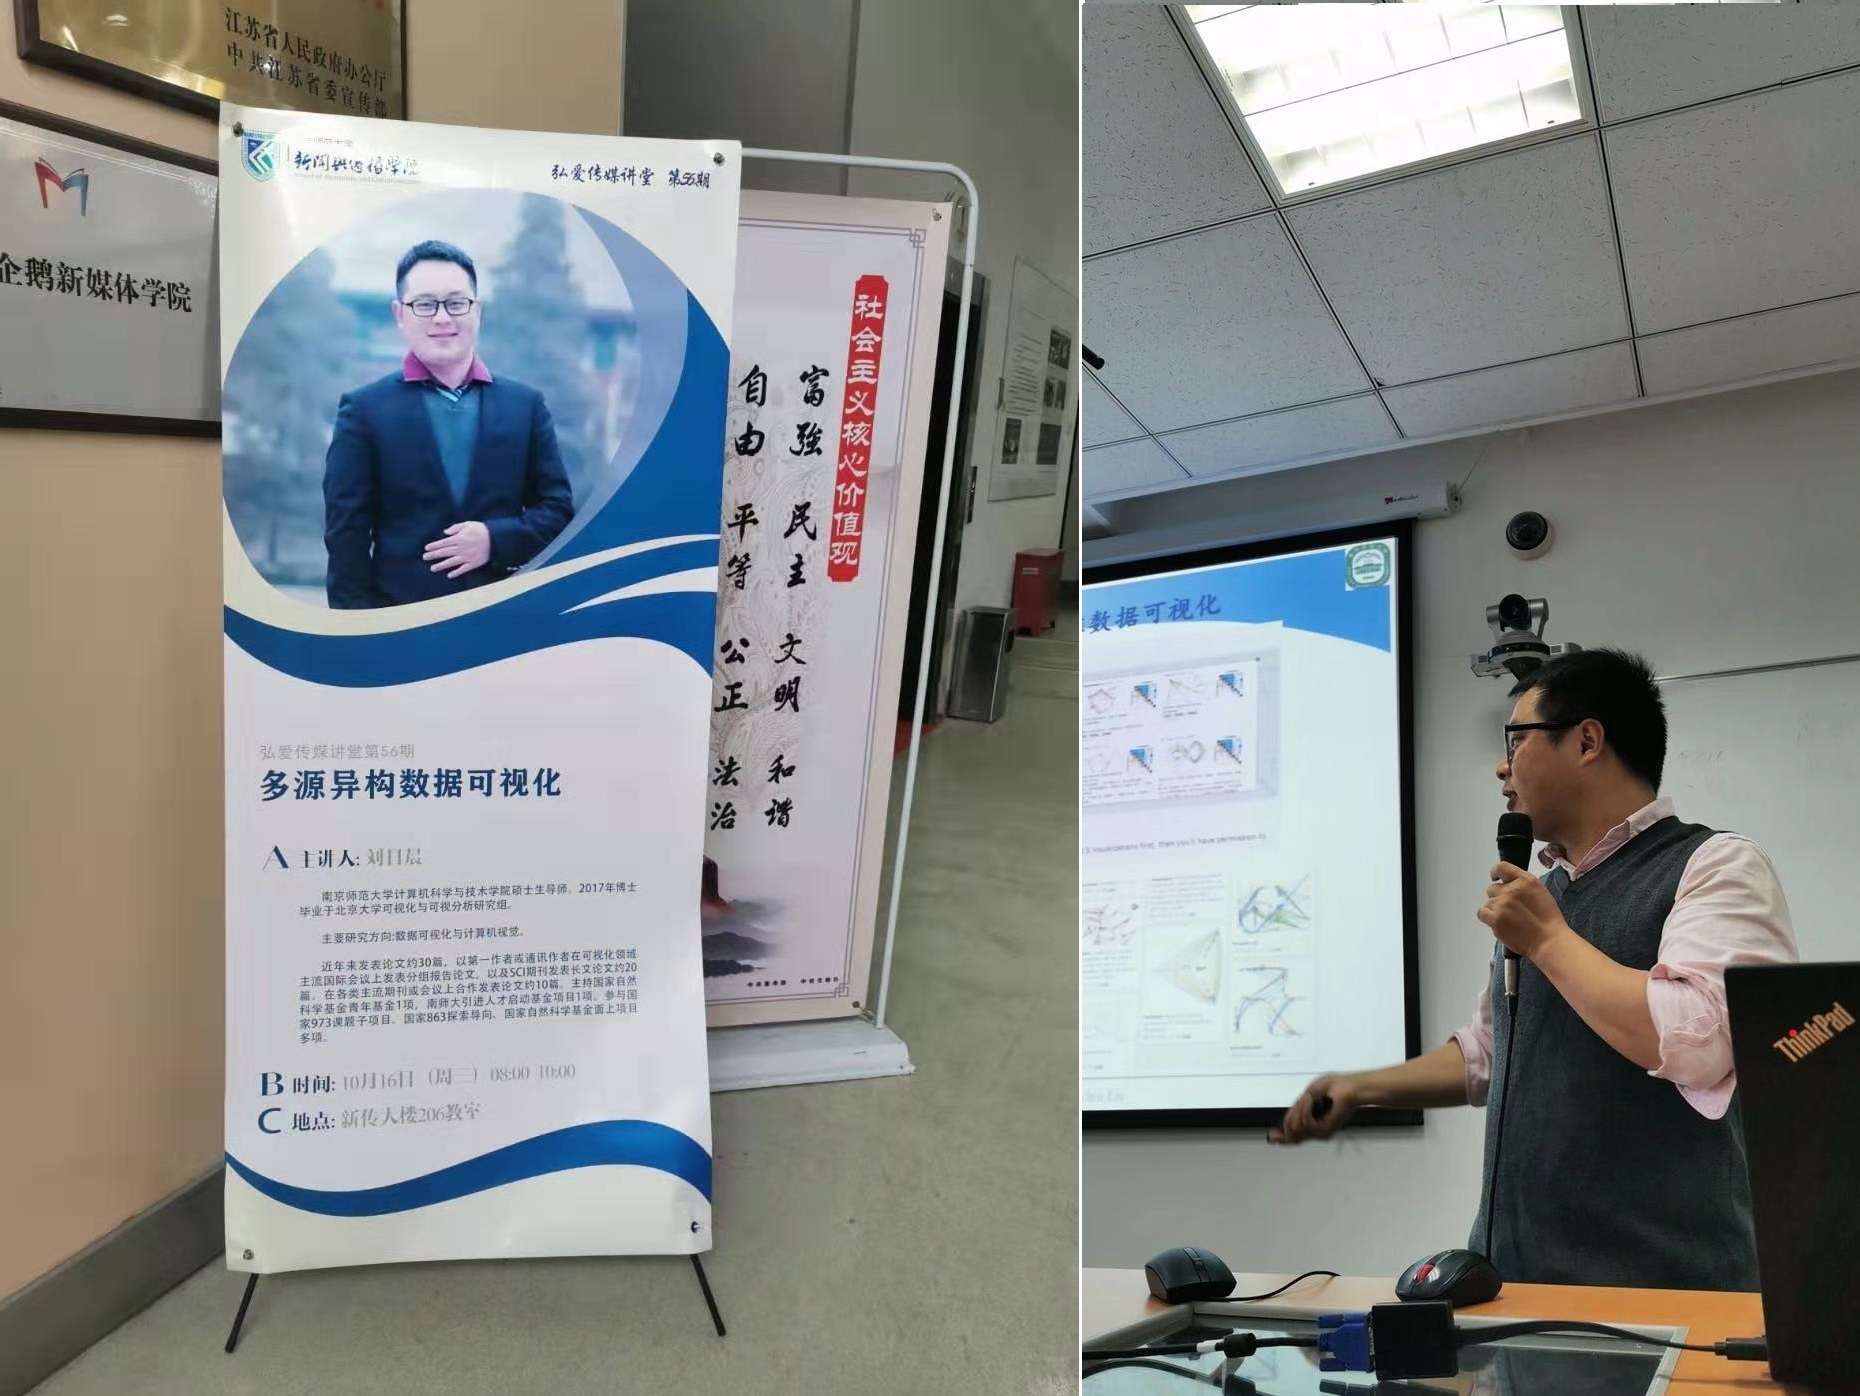 江苏省人民政府办公厅
中共江苏省委宣传部
企鹅新媒体学院
新闻与传播学院
弘爱传媒讲堂 第56期
弘爱传媒讲堂第56期
多源异构数据可视化
A 主讲人: 刘日晨
南京师范大学计算机科学与技术学院硕士生导师。2017年博士
毕业于北京大学可视化与可视分析研究组。
主要研究方向:数据可视化与计算机视觉。
近年来发表论文约30篇，以第一作者或通讯作者在可视化领域
主流国际会议上发表分组报告论文，以及SCI期刊发表长文论文约20
篇。在各类主流期刊或会议上合作发表论文约10篇。主持国家自然
科学基金青年基金1项，南师大引进人才启动基金项目1项。参与国
家973课题子项目、国家863探索导向、国家自然科学基金面上项目
多项。
B 时间: 10月16日（周三）08:00 10:00
C 地点: 新传大楼206教室
社会主义核心价值观
富强 民主 文明 和谐
自由 平等 公正 法治
数据可视化
visualizations first, then you'll have permission to
ThinkPad